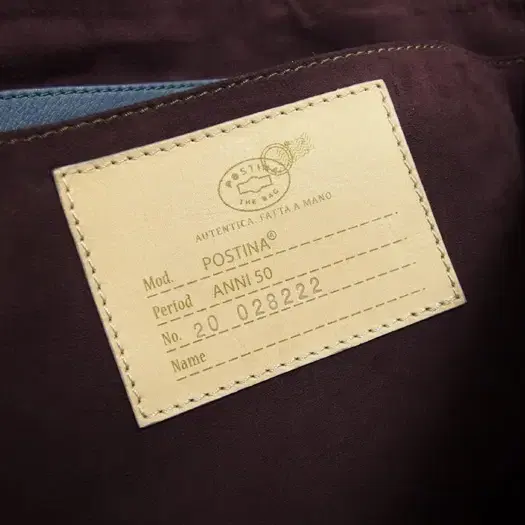 POSTINA
THE BAG
AUTENTICA. FATTA A MANO
Mod. POSTINA®
Period ANNI 50
No. 20 028222
Name